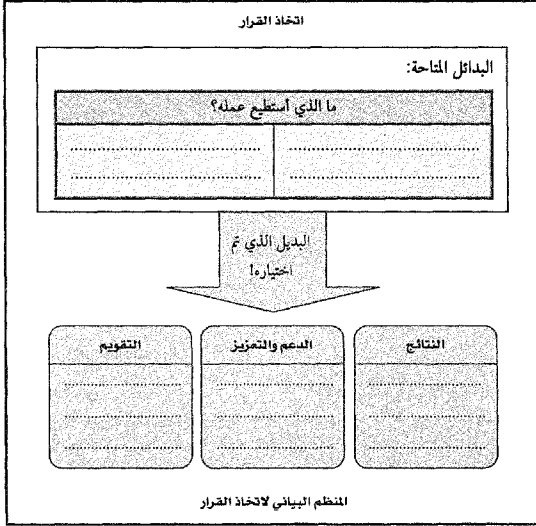 اتخاذ القرار
البدائل المتاحة:
ما الذي أستطيع عمله؟
........................ ........................
........................ ........................
البديل الذي تم
اختياره!
النتائج الدعم والتعزيز التقويم
........................ ........................ ........................
........................ ........................ ........................
........................ ........................ ........................
المنظم البياني لاتخاذ القرار